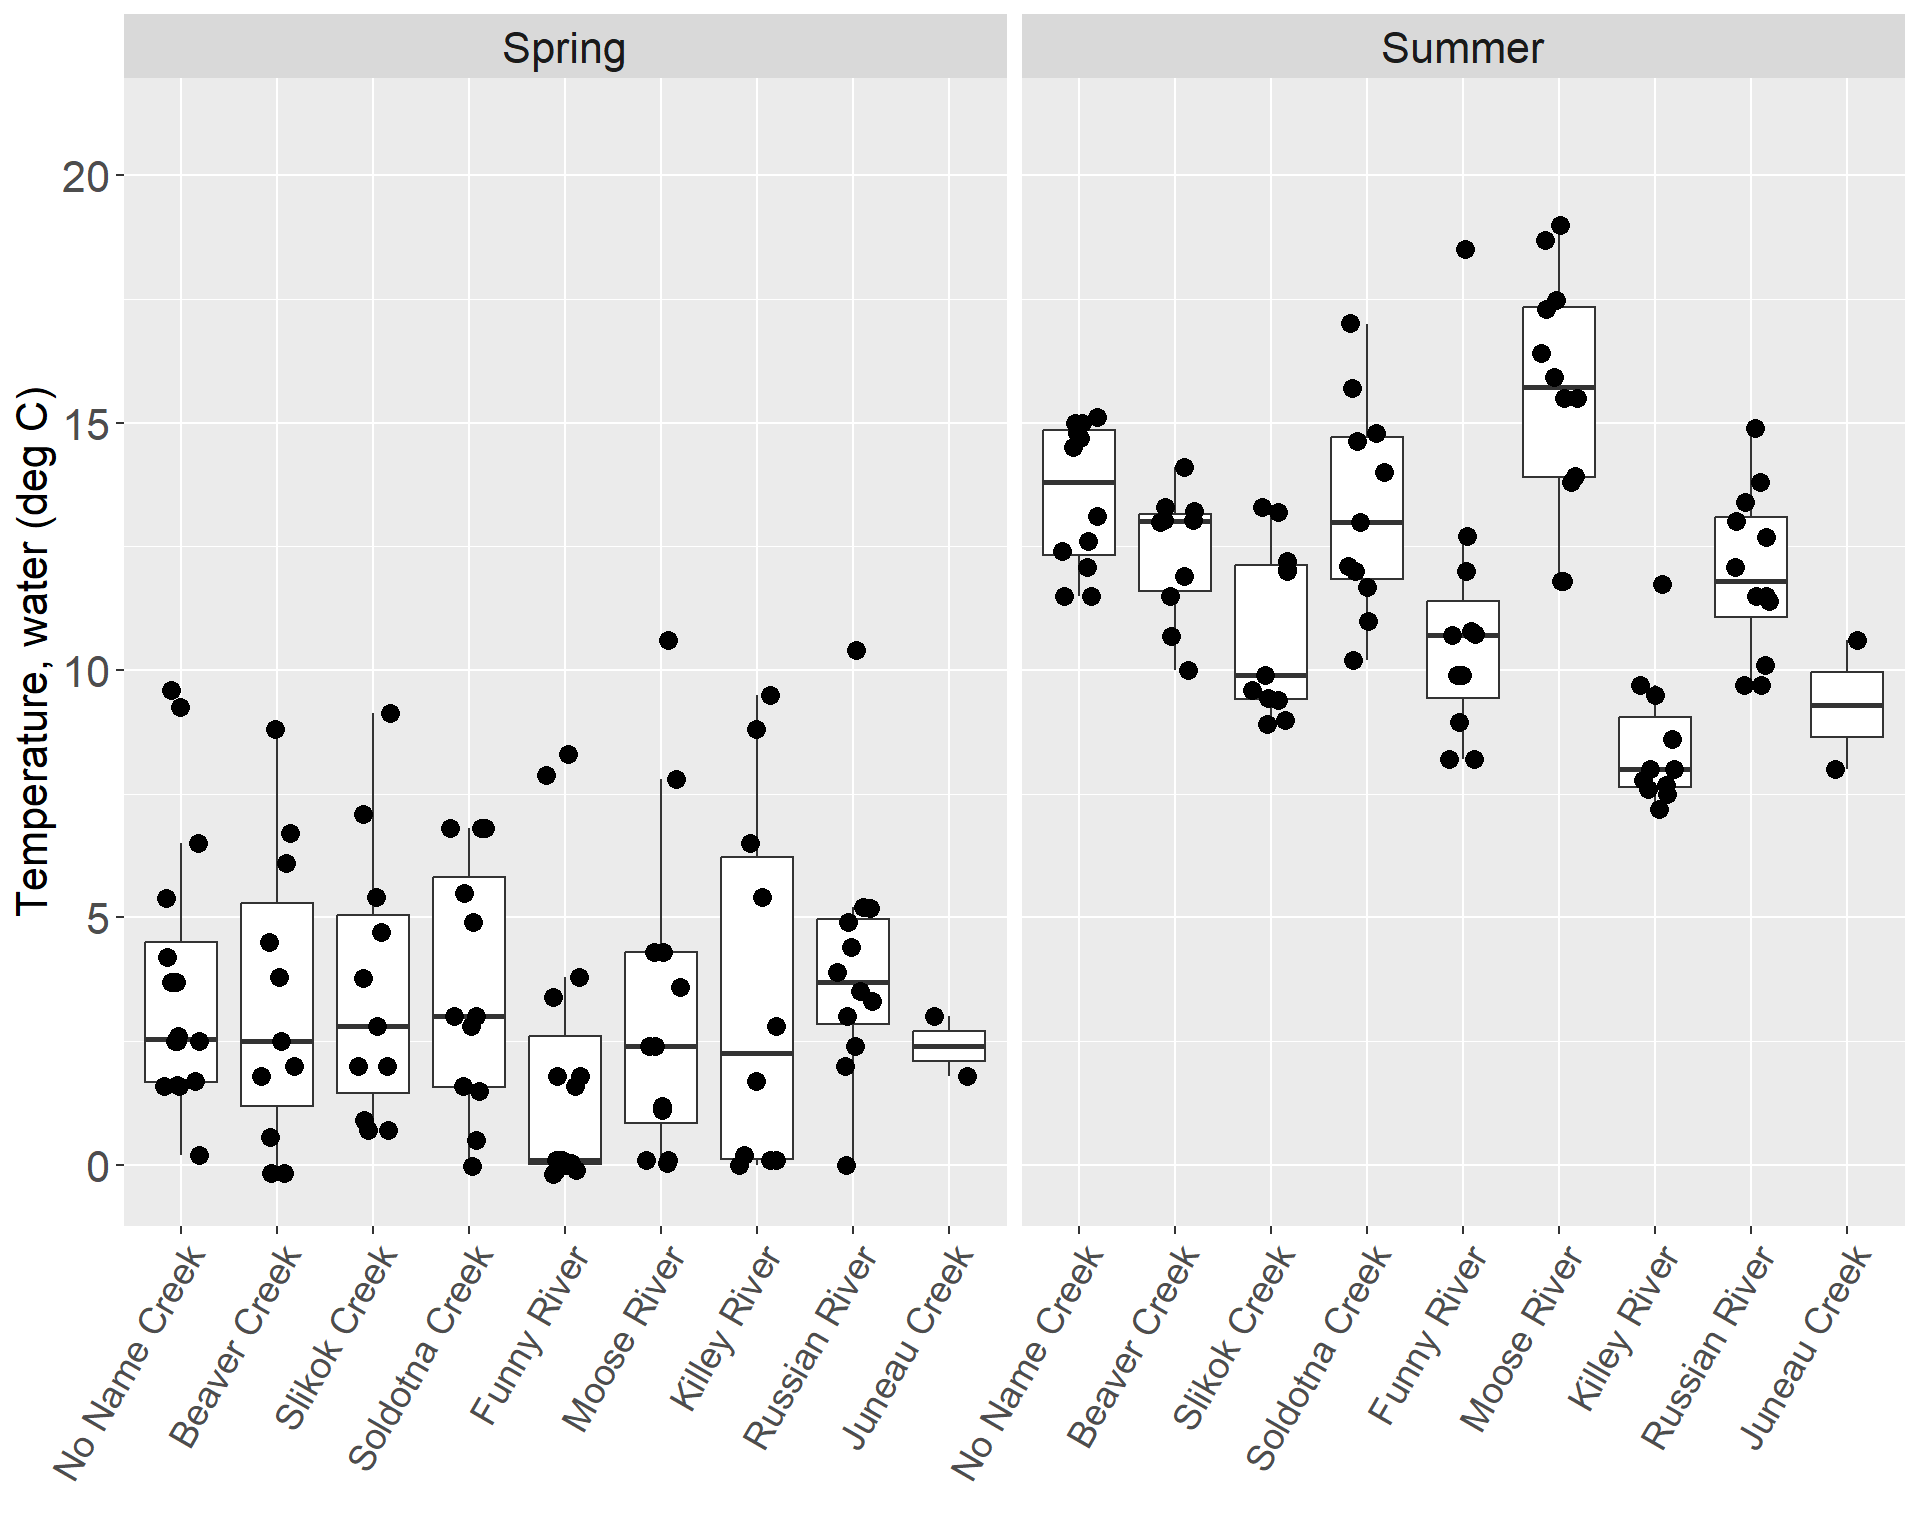 Spring
Summer
Temperature, water (deg C)
20
15
10
5
0
No Name Creek
Beaver Creek
Slikok Creek
Soldotna Creek
Funny River
Moose River
Killey River
Russian River
Juneau Creek
No Name Creek
Beaver Creek
Slikok Creek
Soldotna Creek
Funny River
Moose River
Killey River
Russian River
Juneau Creek